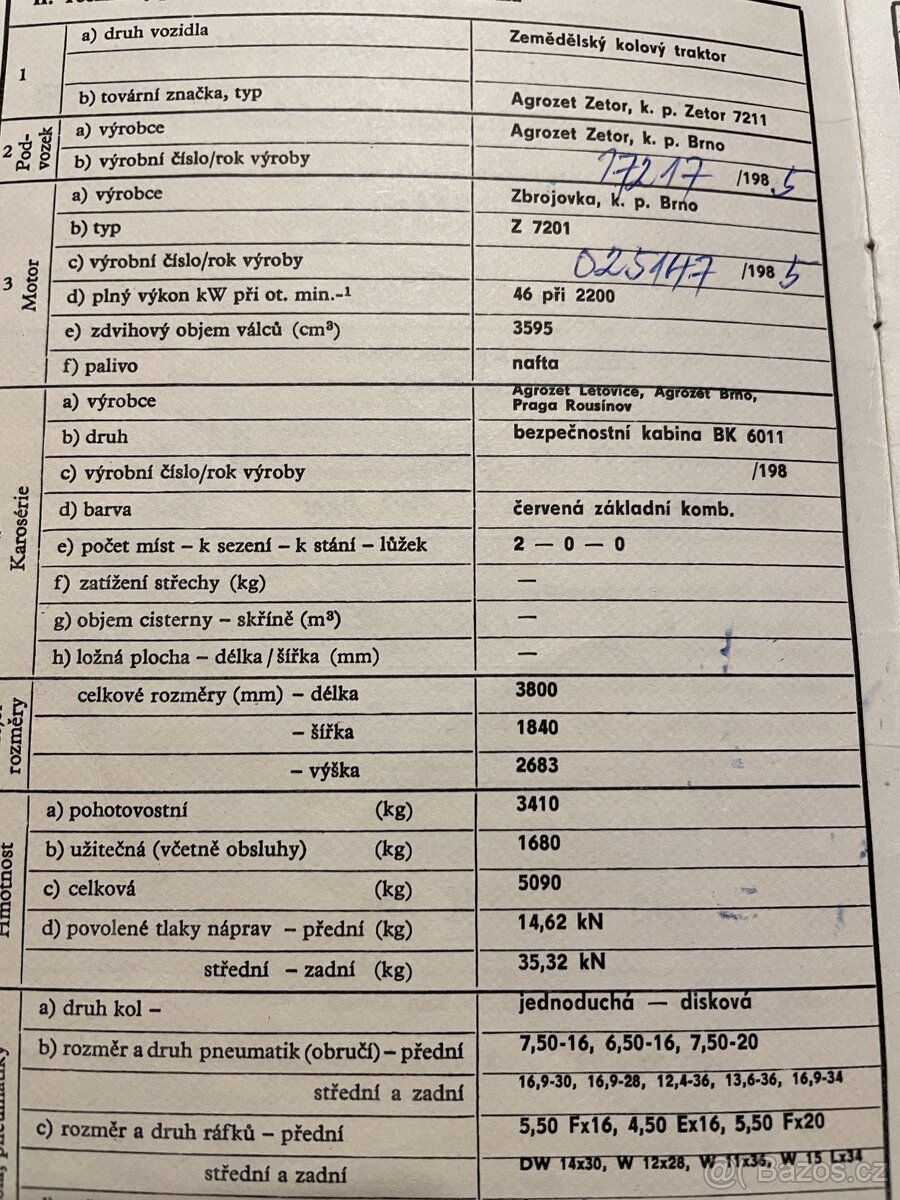 1 a) druh vozidla Zemědělský kolový traktor
b) tovární značka, typ Agrozet Zetor, k. p. Zetor 7211
2 Pod-vozek a) výrobce Agrozet Zetor, k. p. Brno
b) výrobní číslo/rok výroby 17217 /198 5
3 Motor a) výrobce Zbrojovka, k. p. Brno
b) typ Z 7201
c) výrobní číslo/rok výroby 025147 /198 5
d) plný výkon kW při ot. min.-¹ 46 při 2200
e) zdvihový objem válců (cm³) 3595
f) palivo nafta
Karosérie a) výrobce Agrozet Letovice, Agrozet Brno,
Praga Rousínov
b) druh bezpečnostní kabina BK 6011
c) výrobní číslo/rok výroby /198
d) barva červená základní komb.
e) počet míst – k sezení – k stání – lůžek 2 — 0 — 0
f) zatížení střechy (kg) —
g) objem cisterny – skříně (m³) —
h) ložná plocha – délka/šířka (mm) —
rozměry celkové rozměry (mm) – délka 3800
– šířka 1840
– výška 2683
Hmotnost a) pohotovostní (kg) 3410
b) užitečná (včetně obsluhy) (kg) 1680
c) celková (kg) 5090
d) povolené tlaky náprav – přední (kg) 14,62 kN
střední – zadní (kg) 35,32 kN
a) druh kol – jednoduchá — disková
b) rozměr a druh pneumatik (obručí) – přední 7,50-16, 6,50-16, 7,50-20
střední a zadní 16,9-30, 16,9-28, 12,4-36, 13,6-36, 16,9-34
c) rozměr a druh ráfků – přední 5,50 Fx16, 4,50 Ex16, 5,50 Fx20
střední a zadní DW 14x30, W 12x28, W 11x36, W 15 Lx34
Bazos.cz